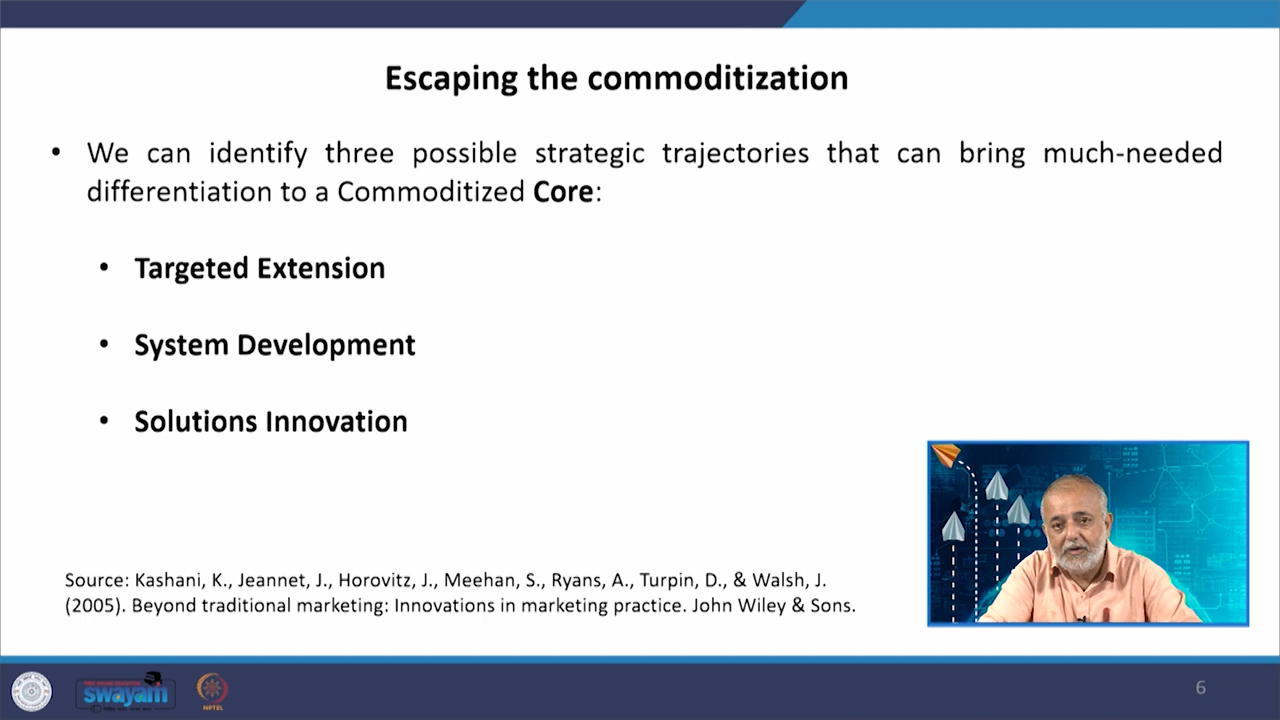 Escaping the commoditization
• We can identify three possible strategic trajectories that can bring much-needed
differentiation to a Commoditized Core:
• Targeted Extension
• System Development
• Solutions Innovation
Source: Kashani, K., Jeannet, J., Horovitz, J., Meehan, S., Ryans, A., Turpin, D., & Walsh, J.
(2005). Beyond traditional marketing: Innovations in marketing practice. John Wiley & Sons.
swayam
NPTEL
6